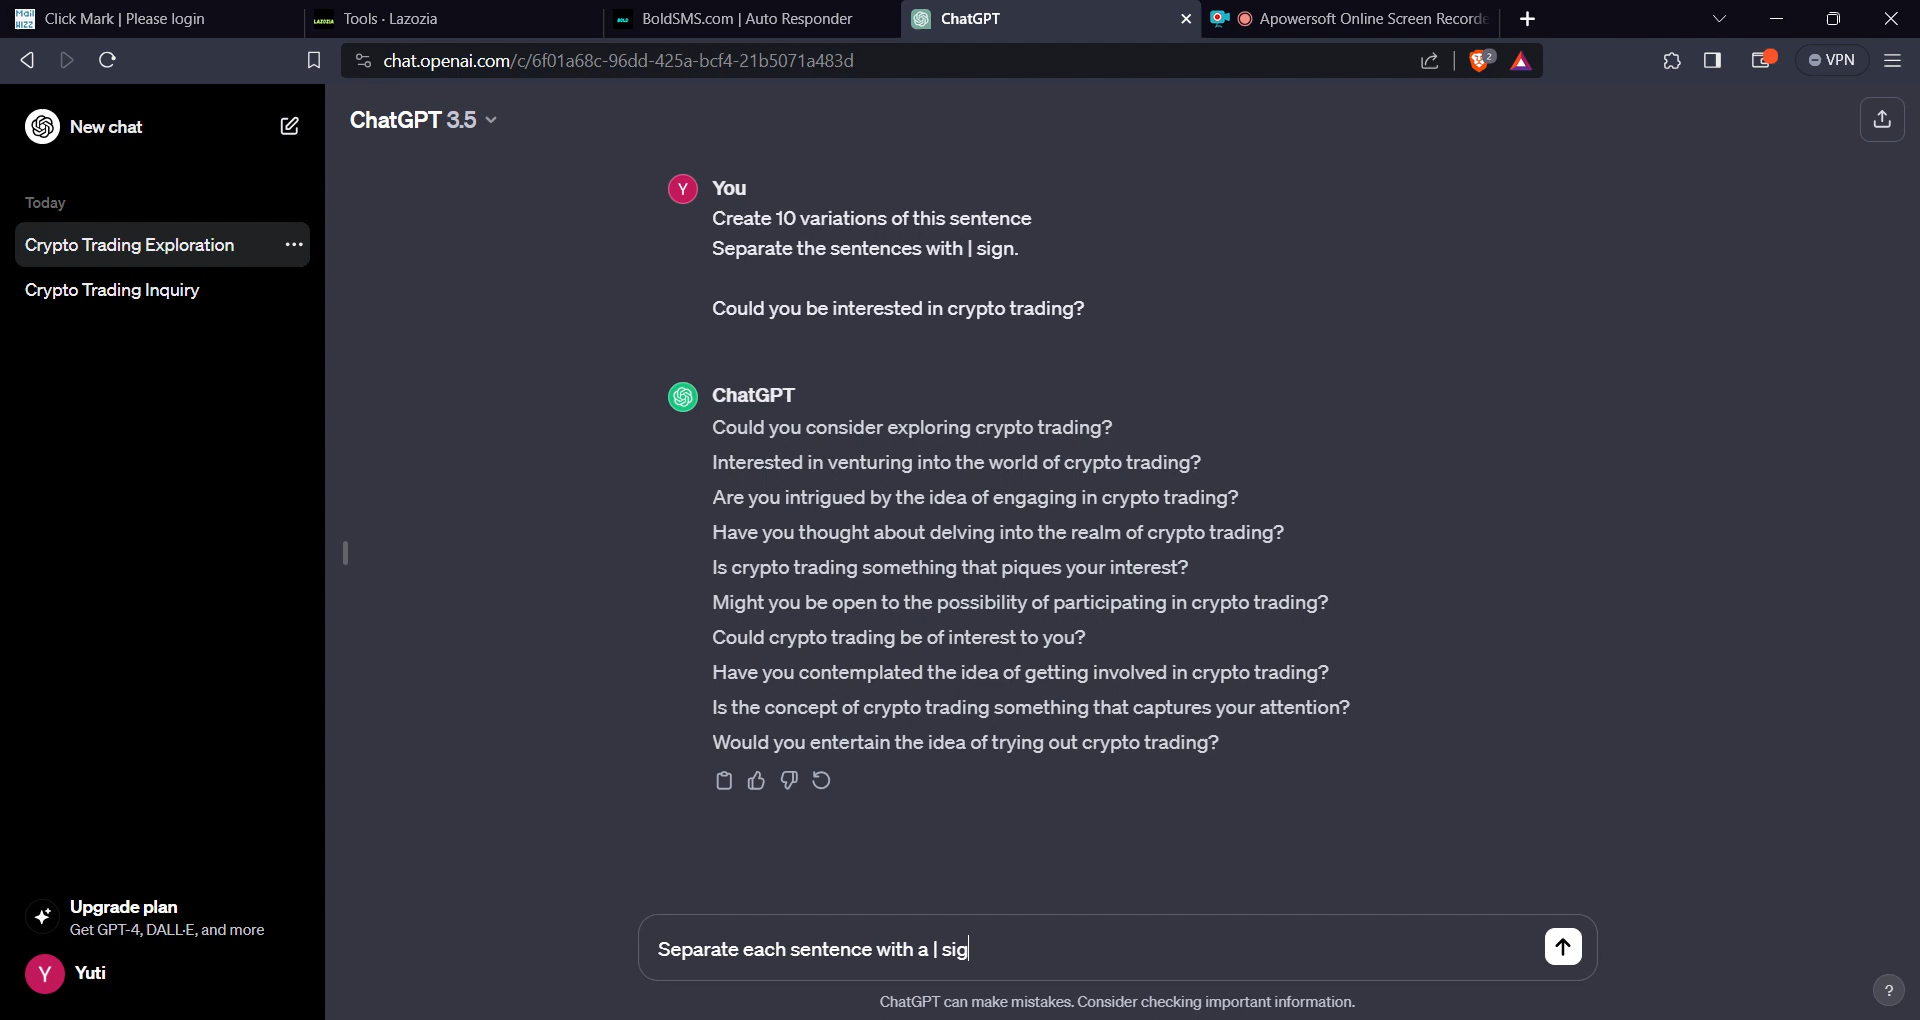 Click Mark | Please login
Tools - Lazozia
BoldSMS.com | Auto Responder
ChatGPT
Apowersoft Online Screen Recorde
chat.openai.com/c/6f01a68c-96dd-425a-bcf4-21b5071a483d
2
VPN
New chat
ChatGPT 3.5
Today
Crypto Trading Exploration
Crypto Trading Inquiry
Y
You
Create 10 variations of this sentence
Separate the sentences with | sign.
Could you be interested in crypto trading?
ChatGPT
Could you consider exploring crypto trading?
Interested in venturing into the world of crypto trading?
Are you intrigued by the idea of engaging in crypto trading?
Have you thought about delving into the realm of crypto trading?
Is crypto trading something that piques your interest?
Might you be open to the possibility of participating in crypto trading?
Could crypto trading be of interest to you?
Have you contemplated the idea of getting involved in crypto trading?
Is the concept of crypto trading something that captures your attention?
Would you entertain the idea of trying out crypto trading?
Upgrade plan
Get GPT-4, DALL·E, and more
Y
Yuti
Separate each sentence with a | sig
ChatGPT can make mistakes. Consider checking important information.
?